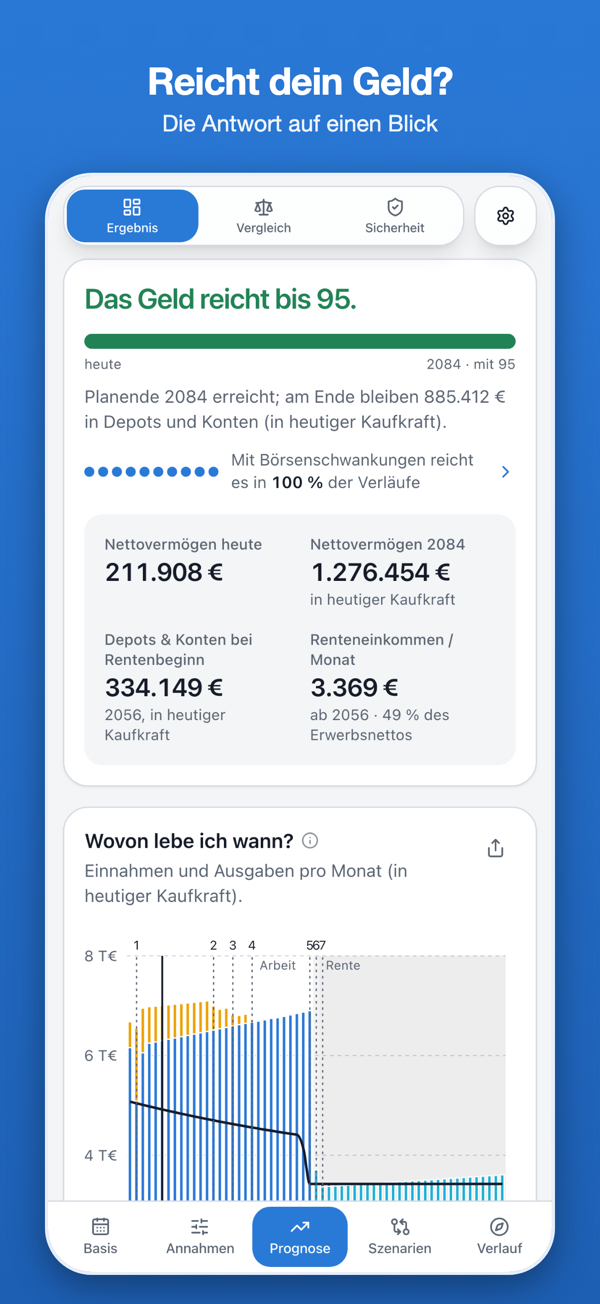 Reicht dein Geld?
Die Antwort auf einen Blick
Ergebnis
Vergleich
Sicherheit
Das Geld reicht bis 95.
heute
2084 · mit 95
Planende 2084 erreicht; am Ende bleiben 885.412 €
in Depots und Konten (in heutiger Kaufkraft).
Mit Börsenschwankungen reicht
es in 100 % der Verläufe
Nettovermögen heute
211.908 €
Nettovermögen 2084
1.276.454 €
in heutiger Kaufkraft
Depots & Konten bei
Rentenbeginn
334.149 €
2056, in heutiger
Kaufkraft
Renteneinkommen /
Monat
3.369 €
ab 2056 · 49 % des
Erwerbsnettos
Wovon lebe ich wann?
Einnahmen und Ausgaben pro Monat (in
heutiger Kaufkraft).
1 2 3 4 5 6 7
8 T€
Arbeit
Rente
6 T€
4 T€
Basis
Annahmen
Prognose
Szenarien
Verlauf